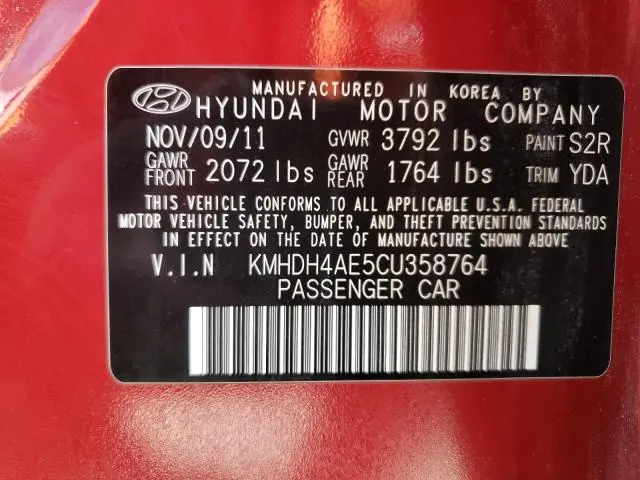 MANUFACTURED IN KOREA BY
HYUNDAI MOTOR COMPANY
NOV/09/11 GVWR 3792 lbs PAINT S2R
GAWR FRONT 2072 lbs GAWR REAR 1764 lbs TRIM YDA
THIS VEHICLE CONFORMS TO ALL APPLICABLE U.S.A. FEDERAL
MOTOR VEHICLE SAFETY, BUMPER, AND THEFT PREVENTION STANDARDS
IN EFFECT ON THE DATE OF MANUFACTURE SHOWN ABOVE
V.I.N KMHDH4AE5CU358764
PASSENGER CAR